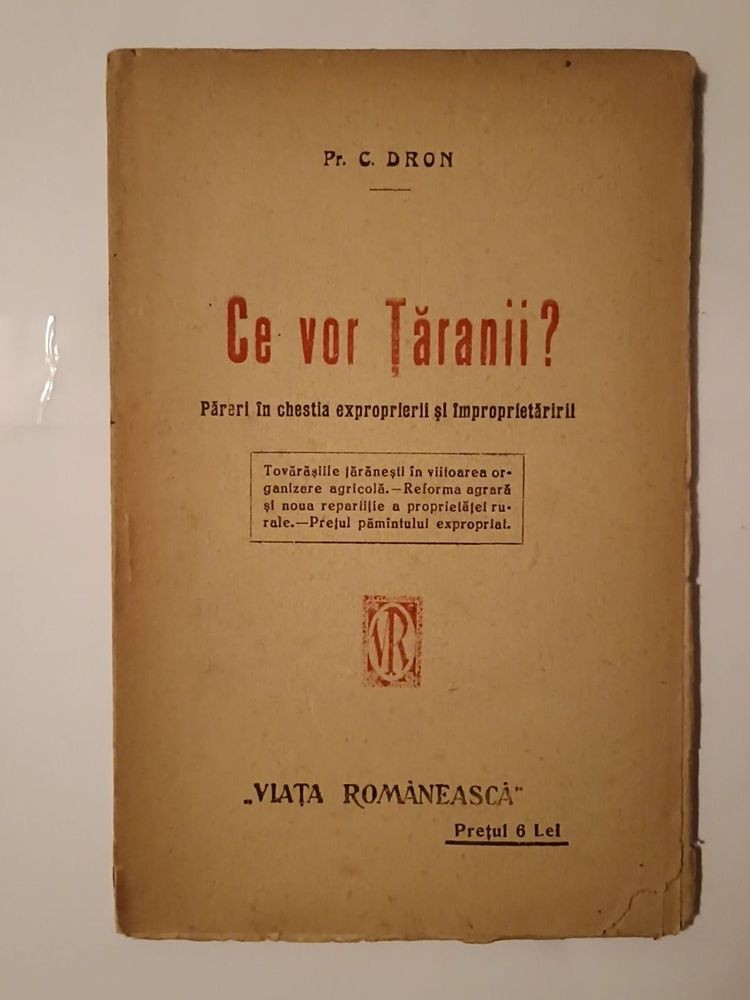 Pr. C. DRON
Ce vor Țăranii?
Păreri în chestia exproprierii și împroprietăririi
Tovărășiile țărănești în viitoarea or-
ganizare agricolă.—Reforma agrară
și noua repariție a proprietăței ru-
rale.—Prețul pămîntului expropriat.
VR
„VIAȚA ROMÂNEASCĂ"
Prețul 6 Lei